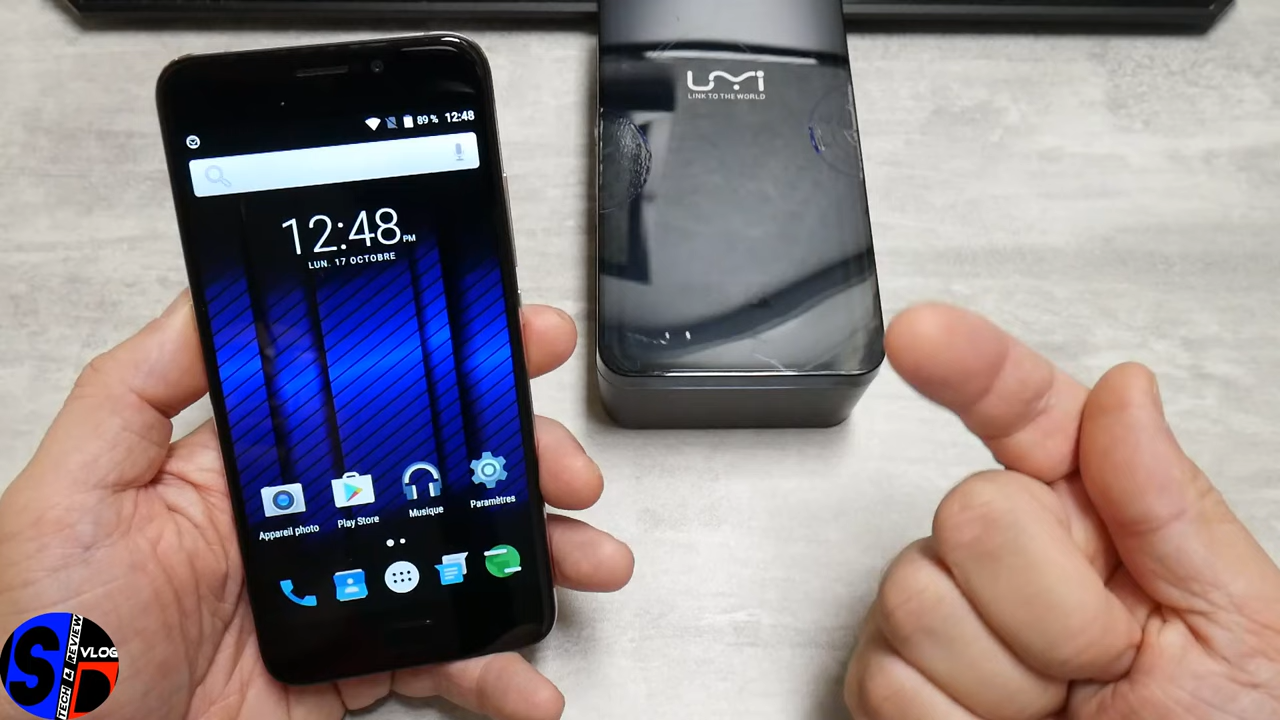 89 % 12:48
12:48 PM
LUN. 17 OCTOBRE
Appareil photo
Play Store
Musique
Paramètres
UMi
LINK TO THE WORLD
SD
TECH & REVIEW
VLOG